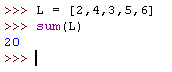 >>> L = [2,4,3,5,6]
>>> sum(L)
20
>>>